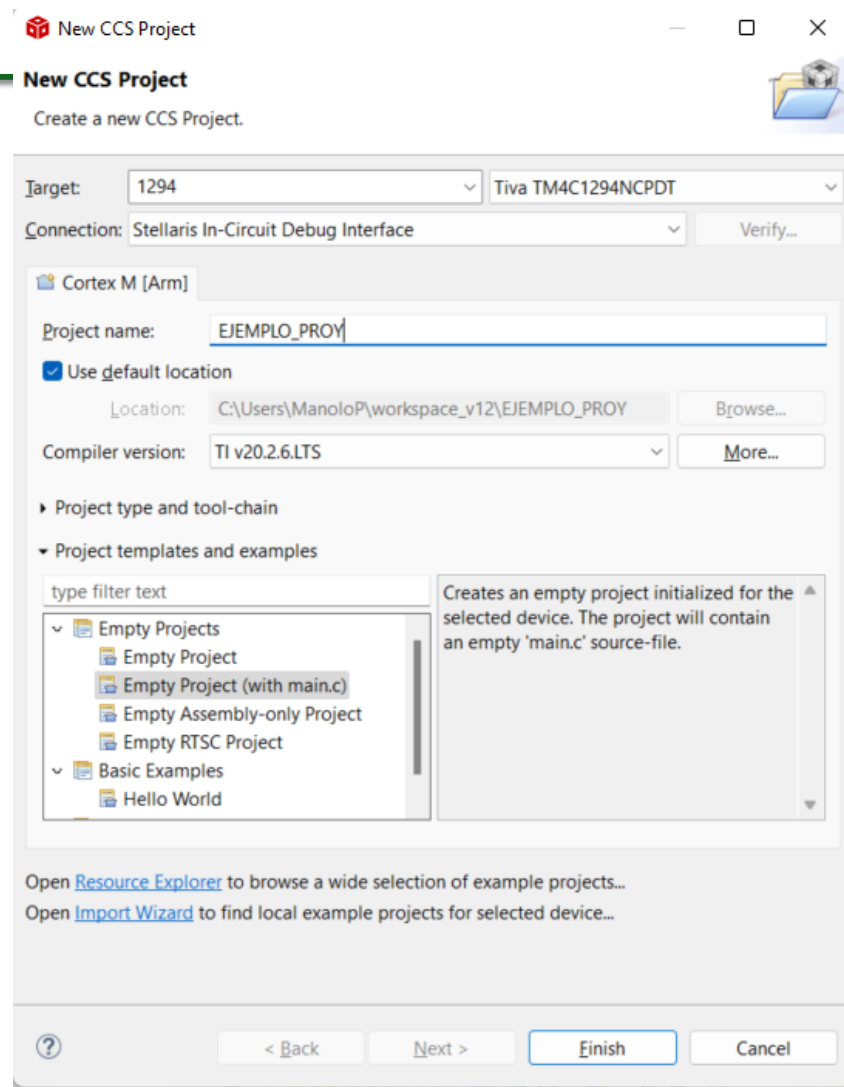 New CCS Project
New CCS Project
Create a new CCS Project.
Target: 1294 Tiva TM4C1294NCPDT
Connection: Stellaris In-Circuit Debug Interface Verify...
Cortex M [Arm]
Project name: EJEMPLO_PROY
Use default location
Location: C:\Users\ManoloP\workspace_v12\EJEMPLO_PROY Browse...
Compiler version: TI v20.2.6.LTS More...
Project type and tool-chain
Project templates and examples
type filter text
Empty Projects
Empty Project
Empty Project (with main.c)
Empty Assembly-only Project
Empty RTSC Project
Basic Examples
Hello World
Creates an empty project initialized for the
selected device. The project will contain
an empty 'main.c' source-file.
Open Resource Explorer to browse a wide selection of example projects...
Open Import Wizard to find local example projects for selected device...
? < Back Next > Finish Cancel